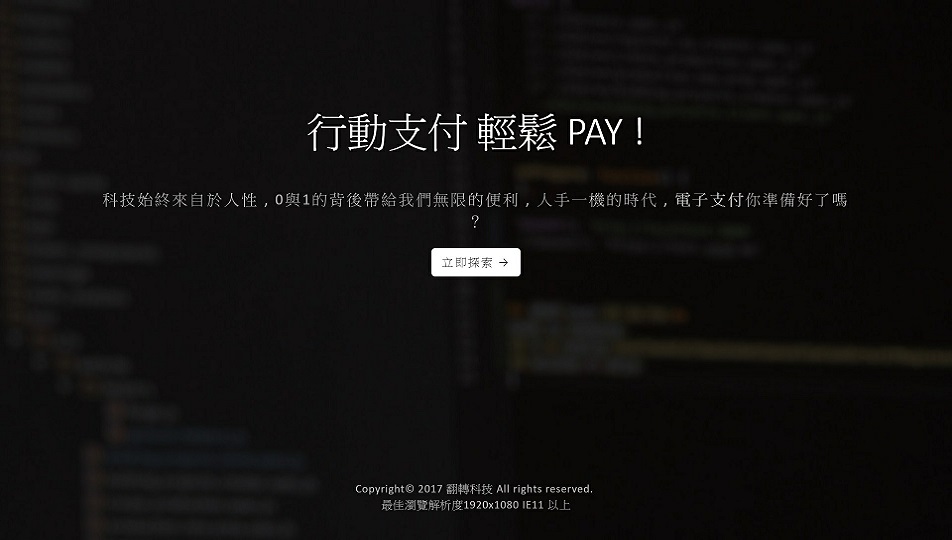 行動支付 輕鬆 PAY !
科技始終來自於人性 , 0與1的背後帶給我們無限的便利 , 人手一機的時代 , 電子支付你準備好了嗎
?
立即探索 →
Copyright© 2017 翻轉科技 All rights reserved.
最佳瀏覽解析度1920x1080 IE11 以上